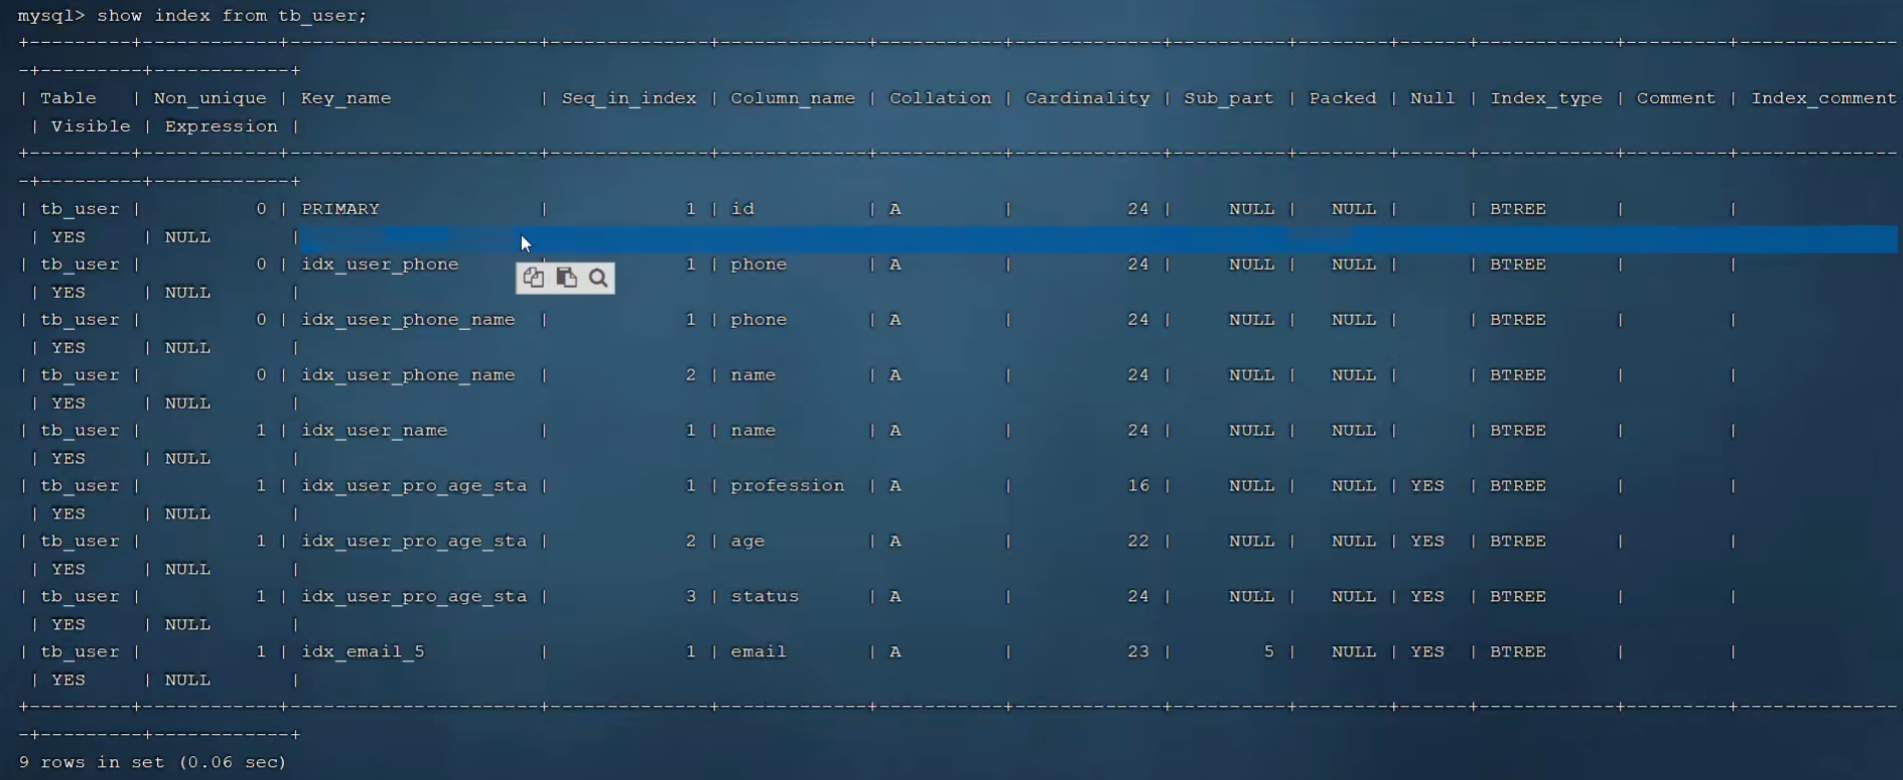 mysql> show index from tb_user;
+---------+------------+----------------------+--------------+-------------+-----------+-------------+----------+--------+------+------------+---------+--------------
-+---------+------------+
| Table   | Non_unique | Key_name             | Seq_in_index | Column_name | Collation | Cardinality | Sub_part | Packed | Null | Index_type | Comment | Index_comment
 | Visible | Expression |
+---------+------------+----------------------+--------------+-------------+-----------+-------------+----------+--------+------+------------+---------+--------------
-+---------+------------+
| tb_user |          0 | PRIMARY              |            1 | id          | A         |          24 |     NULL |   NULL |      | BTREE      |         |
 | YES     | NULL       |
| tb_user |          0 | idx_user_phone       |            1 | phone       | A         |          24 |     NULL |   NULL |      | BTREE      |         |
 | YES     | NULL       |
| tb_user |          0 | idx_user_phone_name  |            1 | phone       | A         |          24 |     NULL |   NULL |      | BTREE      |         |
 | YES     | NULL       |
| tb_user |          0 | idx_user_phone_name  |            2 | name        | A         |          24 |     NULL |   NULL |      | BTREE      |         |
 | YES     | NULL       |
| tb_user |          1 | idx_user_name        |            1 | name        | A         |          24 |     NULL |   NULL |      | BTREE      |         |
 | YES     | NULL       |
| tb_user |          1 | idx_user_pro_age_sta |            1 | profession  | A         |          16 |     NULL |   NULL | YES  | BTREE      |         |
 | YES     | NULL       |
| tb_user |          1 | idx_user_pro_age_sta |            2 | age         | A         |          22 |     NULL |   NULL | YES  | BTREE      |         |
 | YES     | NULL       |
| tb_user |          1 | idx_user_pro_age_sta |            3 | status      | A         |          24 |     NULL |   NULL | YES  | BTREE      |         |
 | YES     | NULL       |
| tb_user |          1 | idx_email_5          |            1 | email       | A         |          23 |        5 |   NULL | YES  | BTREE      |         |
 | YES     | NULL       |
+---------+------------+----------------------+--------------+-------------+-----------+-------------+----------+--------+------+------------+---------+--------------
-+---------+------------+
9 rows in set (0.06 sec)